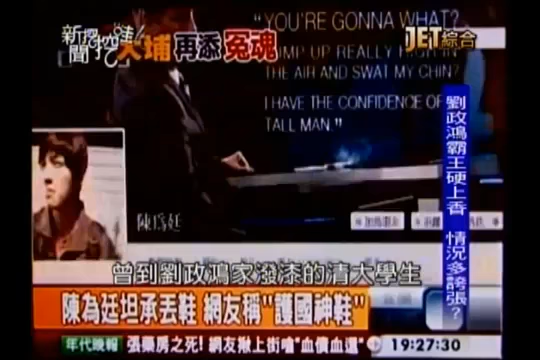 新聞挖挖哇
大埔再添冤魂
JET綜合
"YOU'RE GONNA WHAT?
JUMP UP REALLY HIGH IN
THE AIR AND SWAT MY CHIN?
I HAVE THE CONFIDENCE OF
TALL MAN."
劉政鴻霸王硬上香 情況多誇張?
陳為廷
曾到劉政鴻家潑漆的清大學生
陳為廷坦承丟鞋 網友稱"護國神鞋"
年代晚報
張藥房之死! 網友揪上街嗆"血債血還"
19:27:30